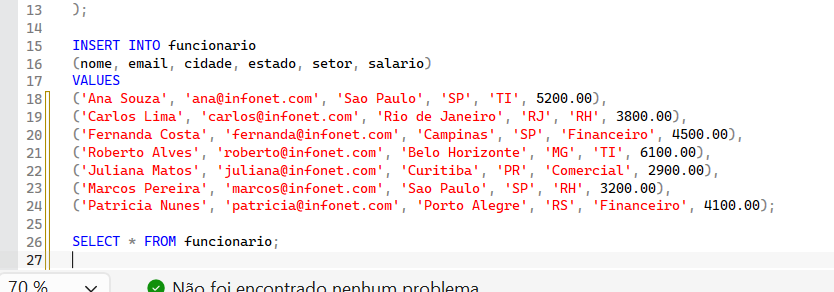 13 );
14
15 INSERT INTO funcionario
16 (nome, email, cidade, estado, setor, salario)
17 VALUES
18 ('Ana Souza', 'ana@infonet.com', 'Sao Paulo', 'SP', 'TI', 5200.00),
19 ('Carlos Lima', 'carlos@infonet.com', 'Rio de Janeiro', 'RJ', 'RH', 3800.00),
20 ('Fernanda Costa', 'fernanda@infonet.com', 'Campinas', 'SP', 'Financeiro', 4500.00),
21 ('Roberto Alves', 'roberto@infonet.com', 'Belo Horizonte', 'MG', 'TI', 6100.00),
22 ('Juliana Matos', 'juliana@infonet.com', 'Curitiba', 'PR', 'Comercial', 2900.00),
23 ('Marcos Pereira', 'marcos@infonet.com', 'Sao Paulo', 'SP', 'RH', 3200.00),
24 ('Patricia Nunes', 'patricia@infonet.com', 'Porto Alegre', 'RS', 'Financeiro', 4100.00);
25
26 SELECT * FROM funcionario;
27
70 % Não foi encontrado nenhum problema